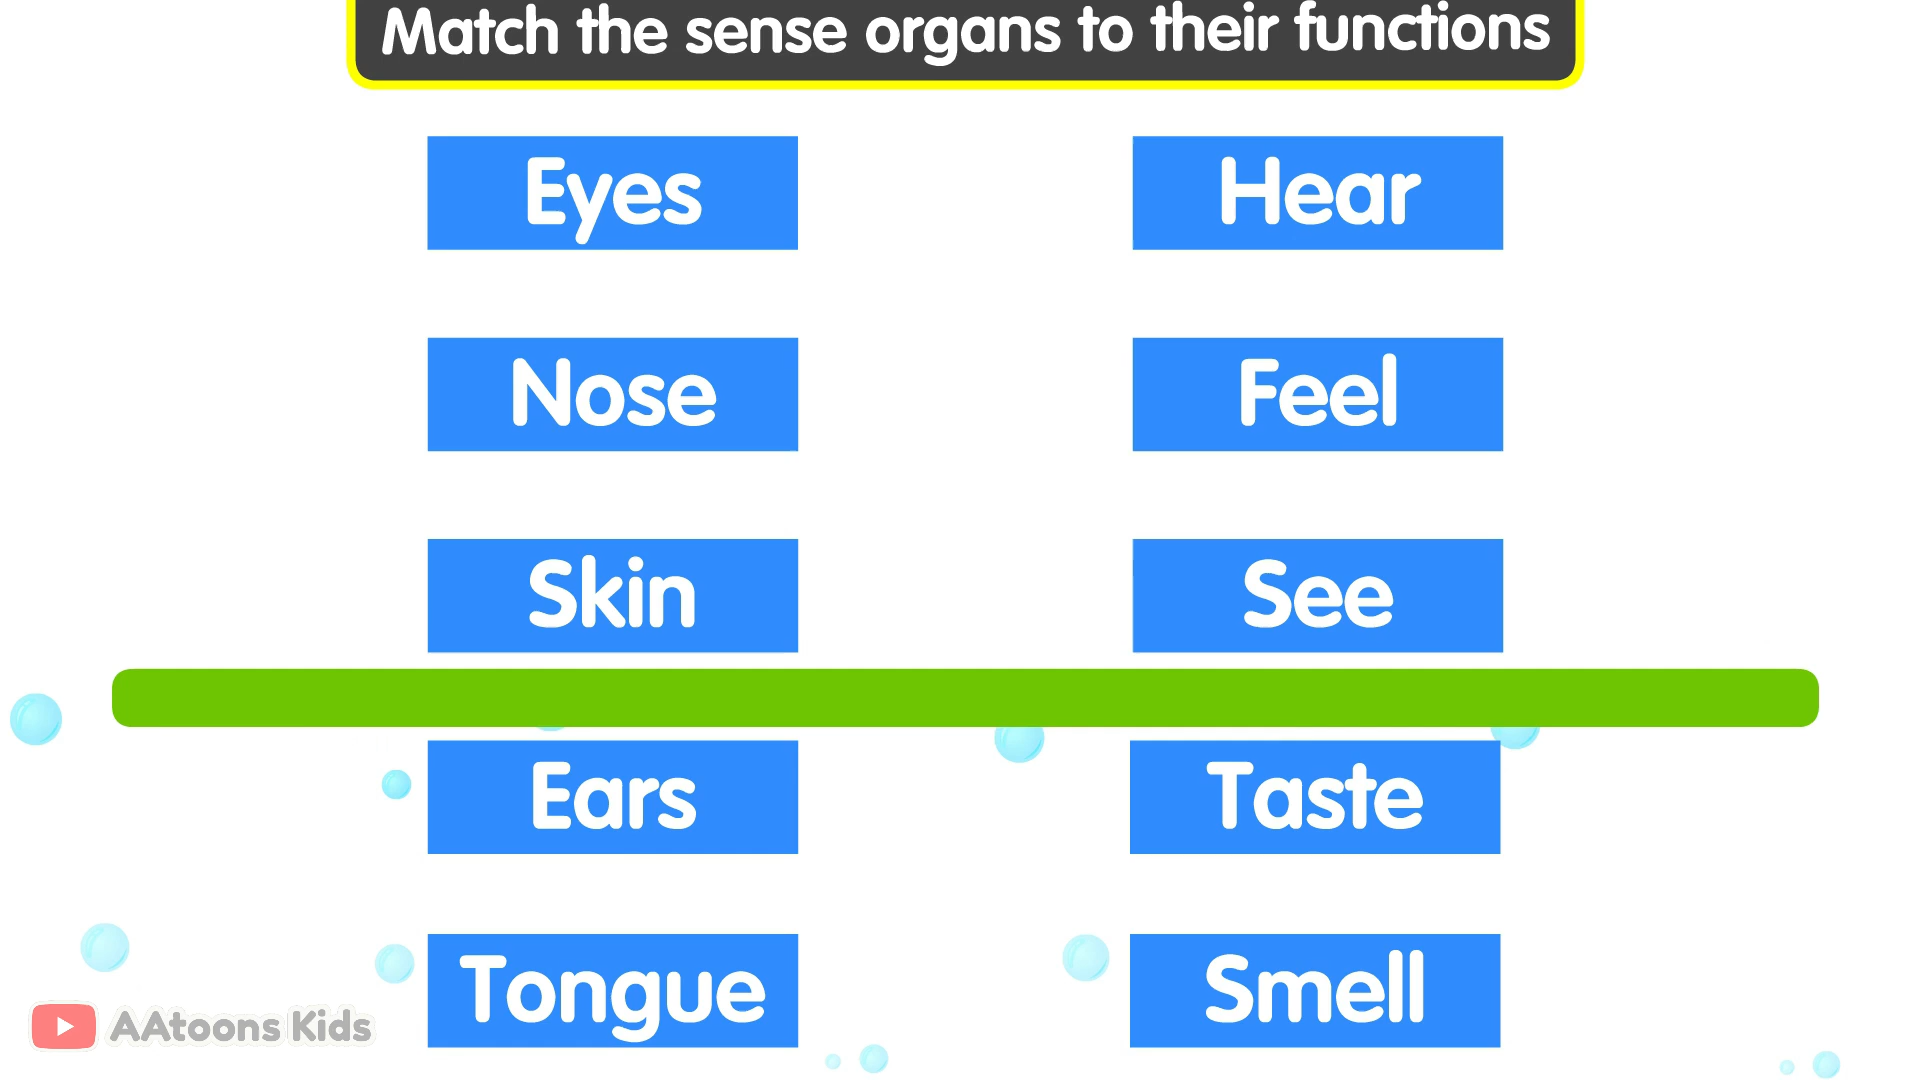 Match the sense organs to their functions
Eyes
Hear
Nose
Feel
Skin
See
Ears
Taste
Tongue
Smell
AAtoons Kids